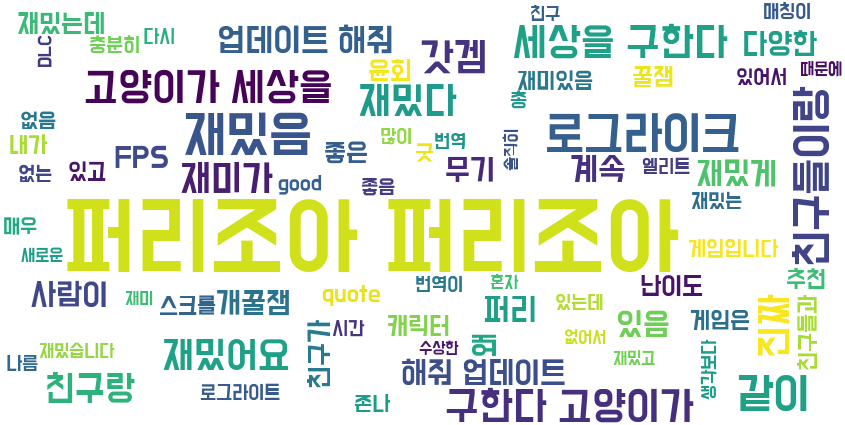 재밌는데
친구
매칭이
DLC
충분히
다시
업데이트 해줘
세상을 구한다
다양한
고양이가 세상을
윤회
갓겜
재미있음
꿀잼
있어서
때문에
재밌다
총
없음
내가
재밌음
많이
번역
솔직히
로그라이크
친구들이랑
FPS
좋은
굿
없는
있고
재미가
good
좋음
무기
계속
엘리트
재밌게
재밌는
퍼리조아 퍼리조아
매우
새로운
게임입니다
사람이
재미
스크를
개꿀잼
quote
번역이
혼자
퍼리
있는데
난이도
추천
친구가
시간
캐릭터
왜
없어서
있음
게임은
진짜
친구들과
재밌습니다
나름
재밌어요
수상한
재밌고
생각보다
친구랑
로그라이트
존나
해줘 업데이트
구한다 고양이가
같이